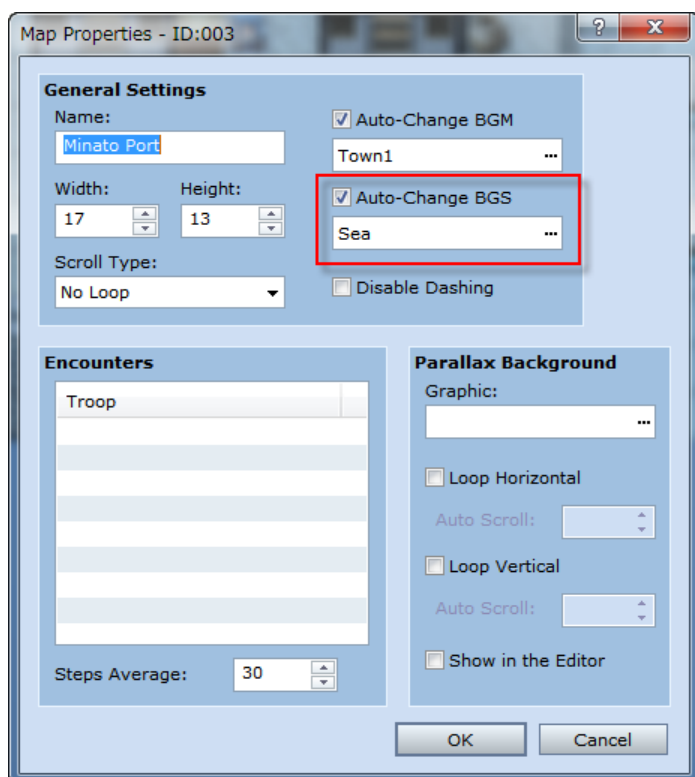 Map Properties - ID:003
?
X
General Settings
Name:
Minato Port
Width:
Height:
17
13
Scroll Type:
No Loop
Auto-Change BGM
Town1
...
Auto-Change BGS
Sea
...
Disable Dashing
Encounters
Troop
Steps Average:
30
Parallax Background
Graphic:
...
Loop Horizontal
Auto Scroll:
Loop Vertical
Auto Scroll:
Show in the Editor
OK
Cancel